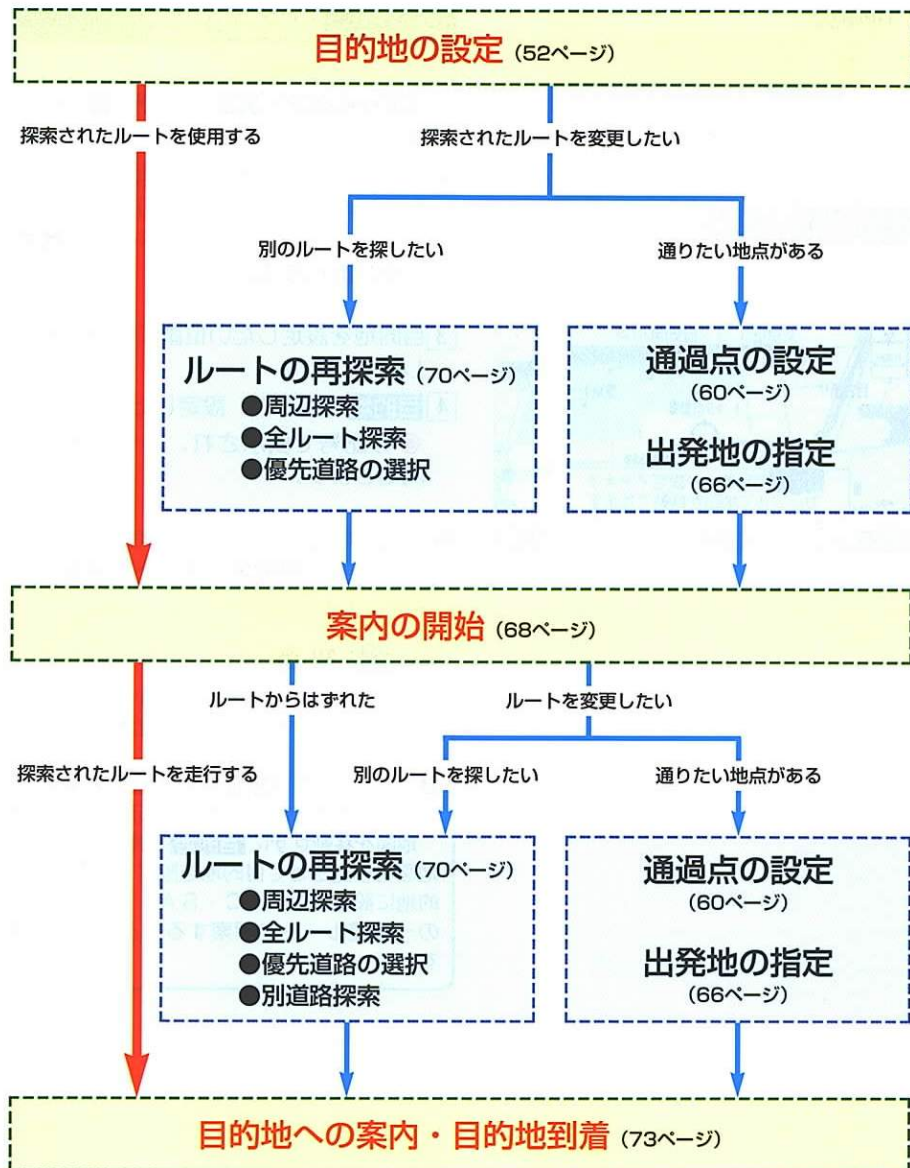 目的地の設定 (52ページ)
探索されたルートを使用する
探索されたルートを変更したい
別のルートを探したい
通りたい地点がある
ルートの再探索 (70ページ)
●周辺探索
●全ルート探索
●優先道路の選択
通過点の設定
(60ページ)
出発地の指定
(66ページ)
案内の開始 (68ページ)
ルートからはずれた
ルートを変更したい
探索されたルートを走行する
別のルートを探したい
通りたい地点がある
ルートの再探索 (70ページ)
●周辺探索
●全ルート探索
●優先道路の選択
●別道路探索
通過点の設定
(60ページ)
出発地の指定
(66ページ)
目的地への案内・目的地到着 (73ページ)